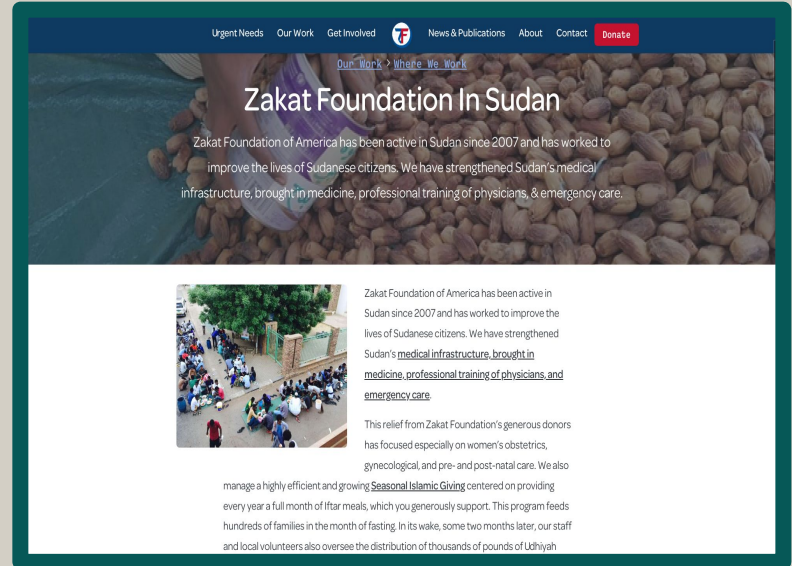 Urgent Needs Our Work Get Involved News & Publications About Contact Donate
Our Work > Where We Work
Zakat Foundation In Sudan
Zakat Foundation of America has been active in Sudan since 2007 and has worked to
improve the lives of Sudanese citizens. We have strengthened Sudan's medical
infrastructure, brought in medicine, professional training of physicians, & emergency care.
Zakat Foundation of America has been active in
Sudan since 2007 and has worked to improve the
lives of Sudanese citizens. We have strengthened
Sudan's medical infrastructure, brought in
medicine, professional training of physicians, and
emergency care.
This relief from Zakat Foundation's generous donors
has focused especially on women's obstetrics,
gynecological, and pre- and post-natal care. We also
manage a highly efficient and growing Seasonal Islamic Giving centered on providing
every year a full month of Iftar meals, which you generously support. This program feeds
hundreds of families in the month of fasting. In its wake, some two months later, our staff
and local volunteers also oversee the distribution of thousands of pounds of Udhiyah